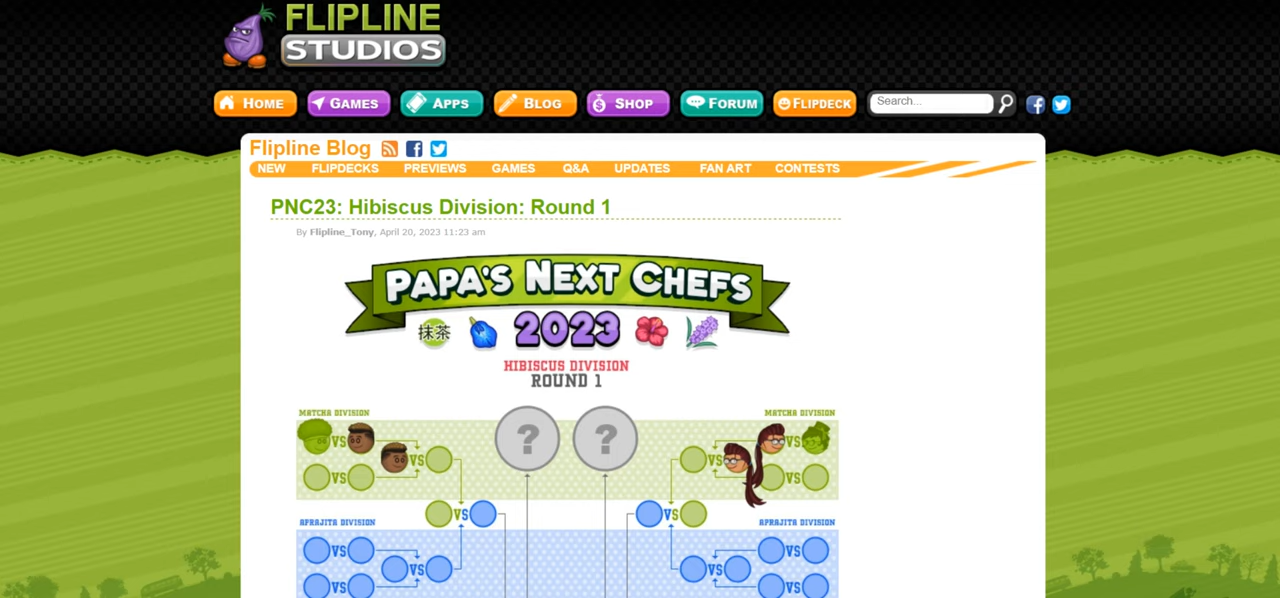 FLIPLINE
STUDIOS
HOME GAMES APPS BLOG SHOP FORUM FLIPDECK Search...
Flipline Blog
NEW FLIPDECKS PREVIEWS GAMES Q&A UPDATES FAN ART CONTESTS
PNC23: Hibiscus Division: Round 1
By Flipline_Tony, April 20, 2023 11:23 am
PAPA'S NEXT CHEFS
抹茶 2023
HIBISCUS DIVISION
ROUND 1
MATCHA DIVISION MATCHA DIVISION
? ?
VS VS
VS VS
VS VS
VS VS
APRAJITA DIVISION APRAJITA DIVISION
VS VS
VS VS
VS VS